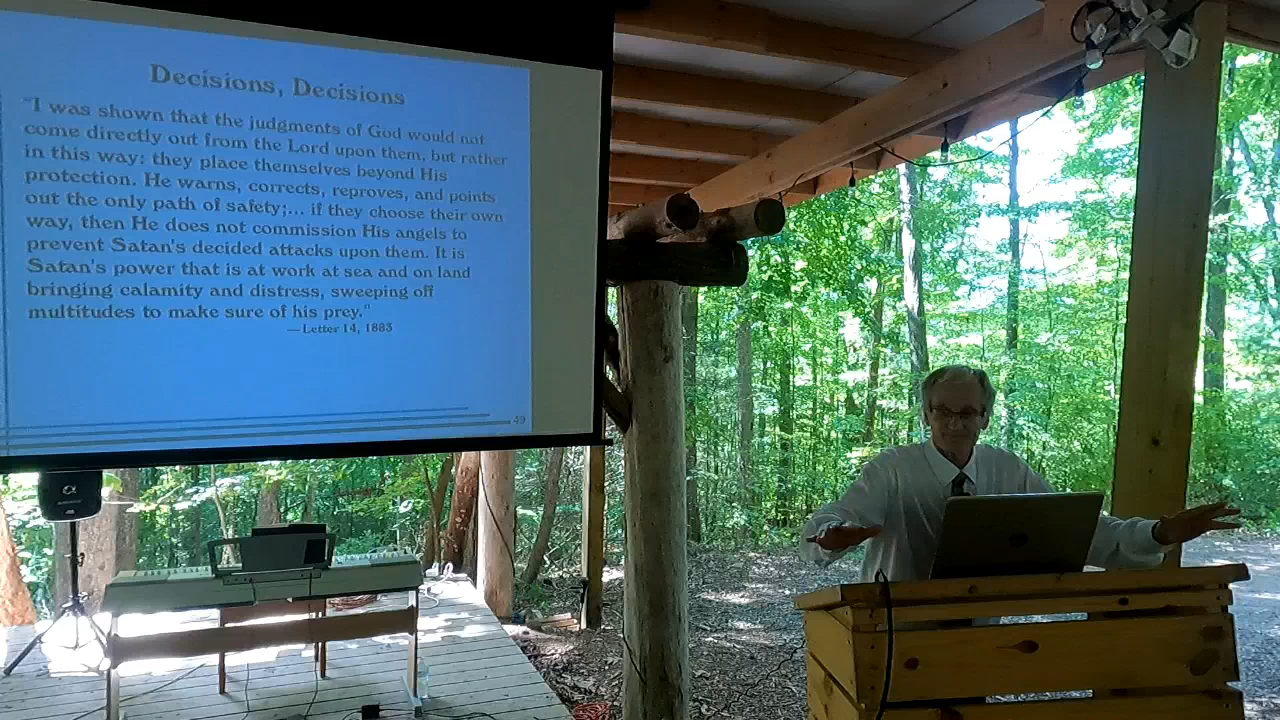 Decisions, Decisions
"I was shown that the judgments of God would not
come directly out from the Lord upon them, but rather
in this way: they place themselves beyond His
protection. He warns, corrects, reproves, and points
out the only path of safety;... if they choose their own
way, then He does not commission His angels to
prevent Satan's decided attacks upon them. It is
Satan's power that is at work at sea and on land
bringing calamity and distress, sweeping off
multitudes to make sure of his prey."
—Letter 14, 1883
49